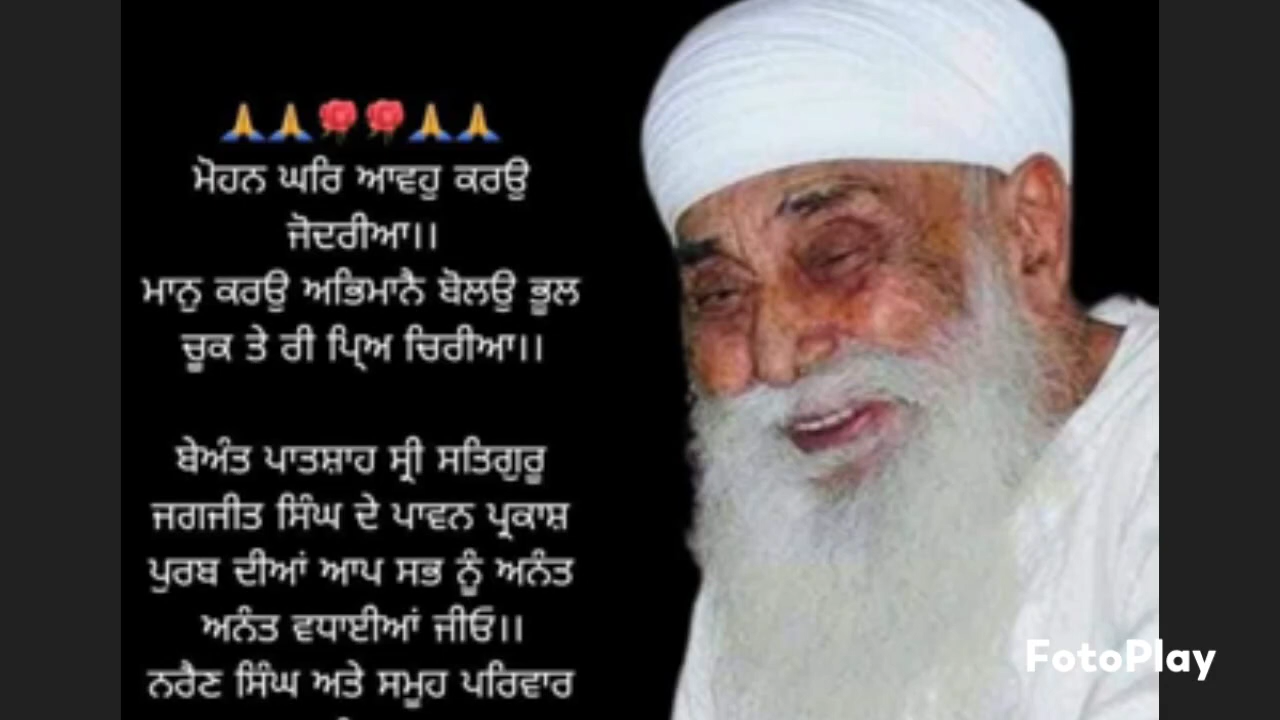 🙏🙏🌹🌹🙏🙏
ਮੋਹਨ ਘਰਿ ਆਵਹੁ ਕਰਉ
ਜੋਦਰੀਆ।।
ਮਾਨੁ ਕਰਉ ਅਭਿਮਾਨੈ ਬੋਲਉ ਭੂਲ
ਚੂਕ ਤੇ ਰੀ ਪ੍ਰਿਅ ਚਿਰੀਆ।।
ਬੇਅੰਤ ਪਾਤਸ਼ਾਹ ਸ੍ਰੀ ਸਤਿਗੁਰੂ
ਜਗਜੀਤ ਸਿੰਘ ਦੇ ਪਾਵਨ ਪ੍ਰਕਾਸ਼
ਪੁਰਬ ਦੀਆਂ ਆਪ ਸਭ ਨੂੰ ਅਨੰਤ
ਅਨੰਤ ਵਧਾਈਆਂ ਜੀਓ।।
ਨਰੈਣ ਸਿੰਘ ਅਤੇ ਸਮੂਹ ਪਰਿਵਾਰ
FotoPlay